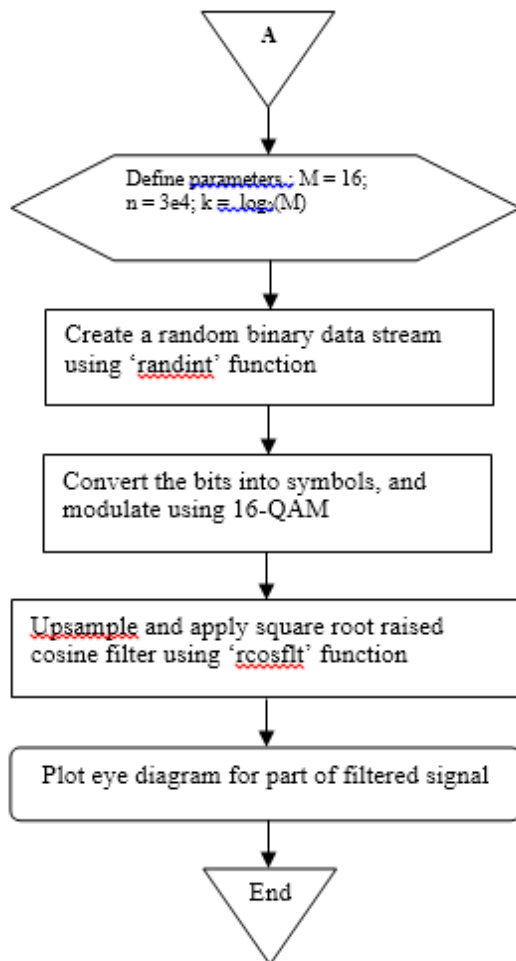 A
Define parameters : M = 16;
n = 3e4; k = log₂(M)
Create a random binary data stream
using ‘randint’ function
Convert the bits into symbols, and
modulate using 16-QAM
Upsample and apply square root raised
cosine filter using ‘rcosflt’ function
Plot eye diagram for part of filtered signal
End